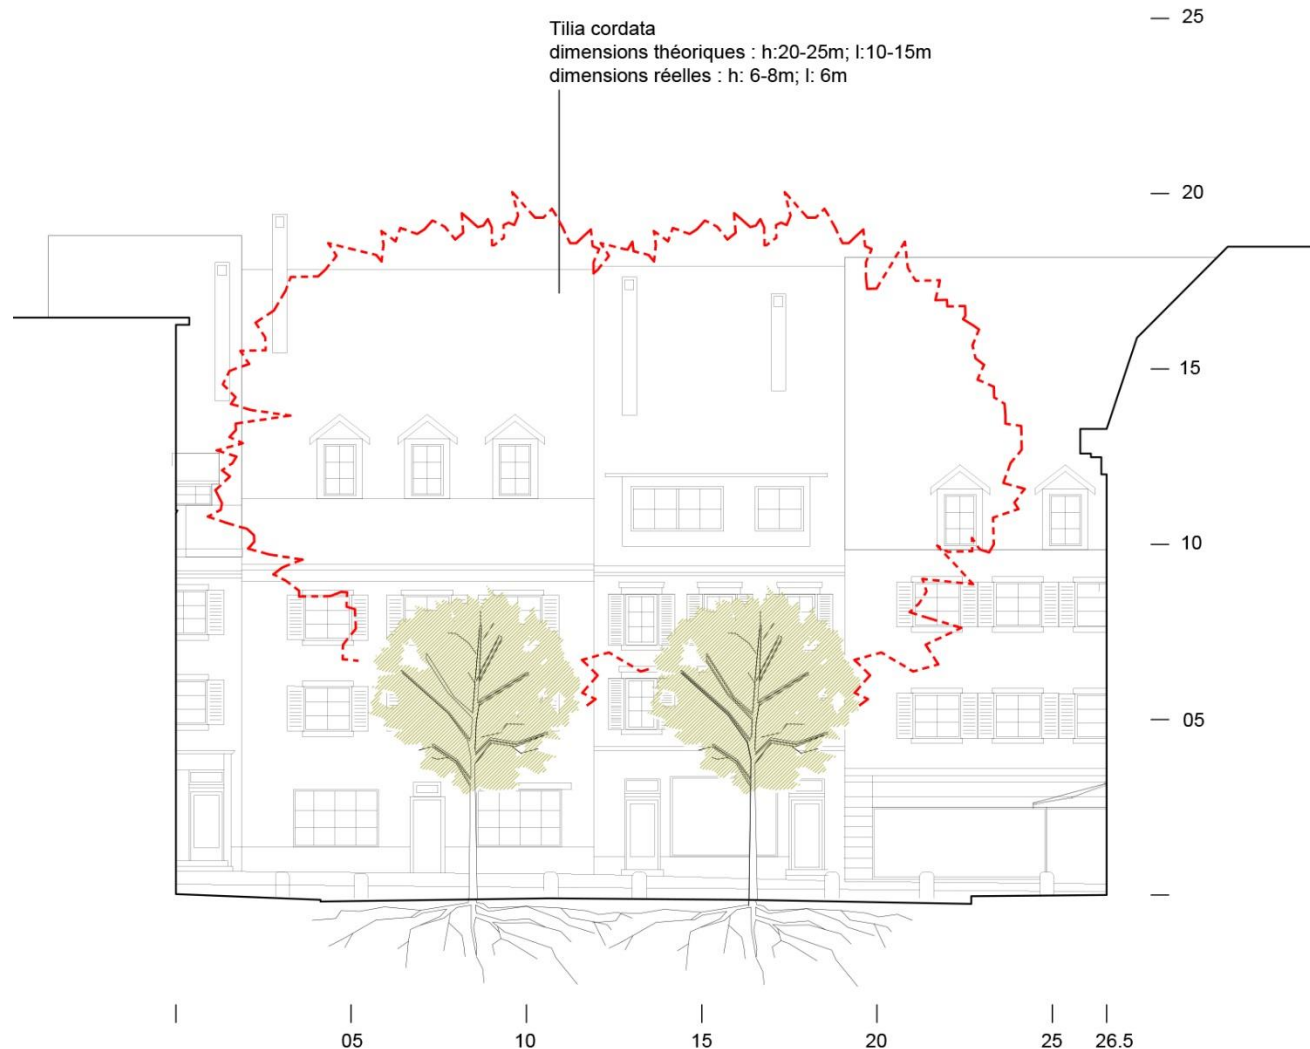 Tilia cordata
dimensions théoriques : h:20-25m; l:10-15m
dimensions réelles : h: 6-8m; l: 6m
25
20
15
10
05
05 10 15 20 25 26.5